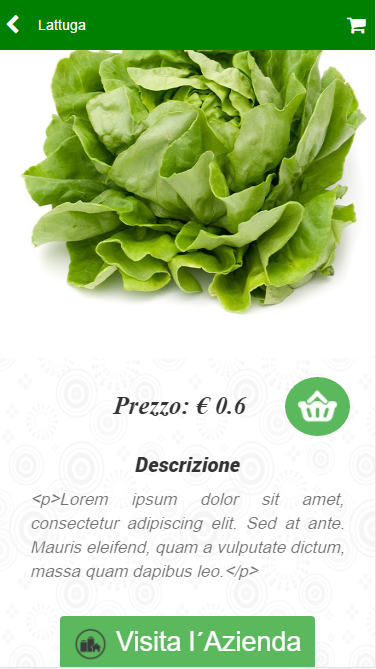 Lattuga
Prezzo: € 0.6
Descrizione
<p>Lorem ipsum dolor sit amet,
consectetur adipiscing elit. Sed at ante.
Mauris eleifend, quam a vulputate dictum,
massa quam dapibus leo.</p>
Visita l´Azienda